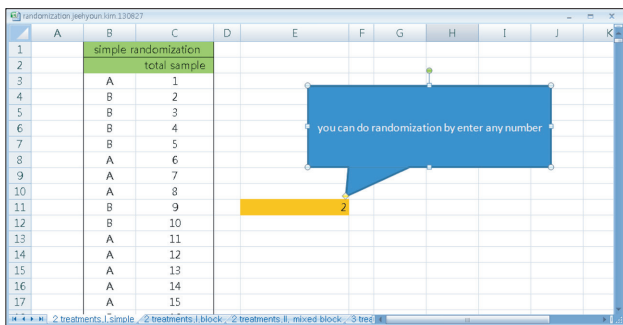 randomization.jeehyoun.kim.130627
A B C D E F G H I J K
1 simple randomization
2 total sample
3 A 1
4 B 2
5 B 3
6 B 4
7 B 5
8 A 6
9 A 7
10 A 8
11 B 9 2
12 B 10
13 A 11
14 A 12
15 A 13
16 A 14
17 A 15
you can do randomization by enter any number
2 treatments.I.simple 2 treatments.I.block 2 treatments.II, mixed block 3 trea